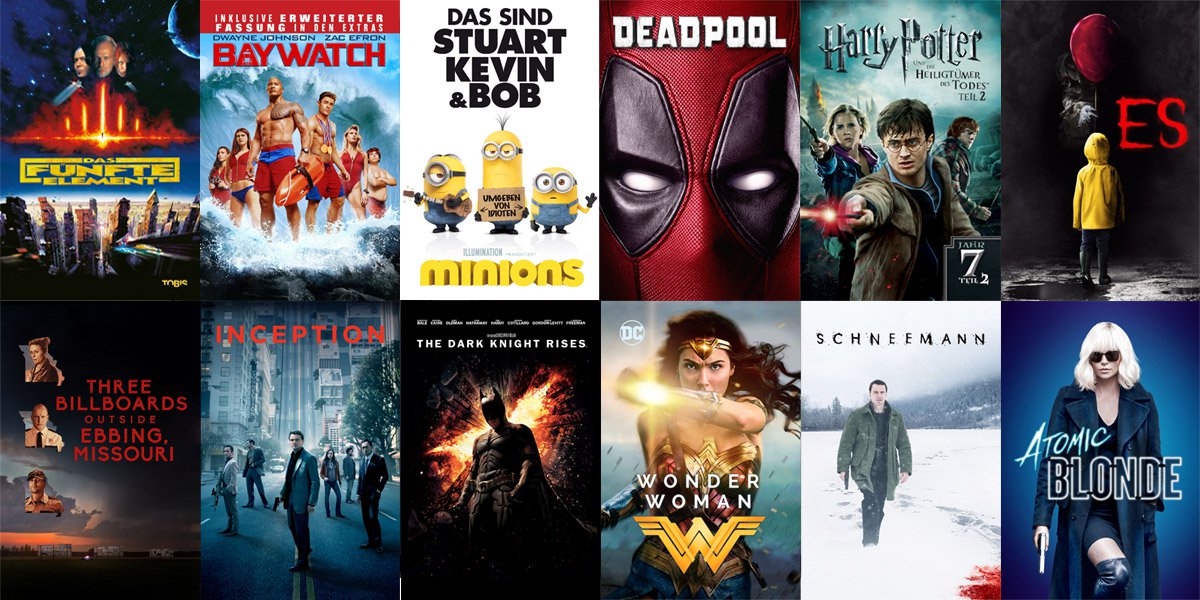 DAS
FÜNFTE
ELEMENT
TOBIS
INKLUSIVE ERWEITERTER
FASSUNG IN DEN EXTRAS
DWAYNE JOHNSON ZAC EFRON
BAYWATCH
DAS SIND
STUART
KEVIN
& BOB
UMGEBEN
VON
IDIOTEN
ILLUMINATION PRÄSENTIERT
minions
DEADPOOL
Harry Potter
UND DIE
HEILIGTÜMER
DES TODES
TEIL 2
JAHR
7
TEIL 2
ES
THREE
BILLBOARDS
OUTSIDE
EBBING,
MISSOURI
INCEPTION
BALE CAINE OLDMAN HATHAWAY HARDY COTILLARD GORDON-LEVITT FREEMAN
THE DARK KNIGHT RISES
DC
WONDER
WOMAN
SCHNEEMANN
ATOMIC
BLONDE